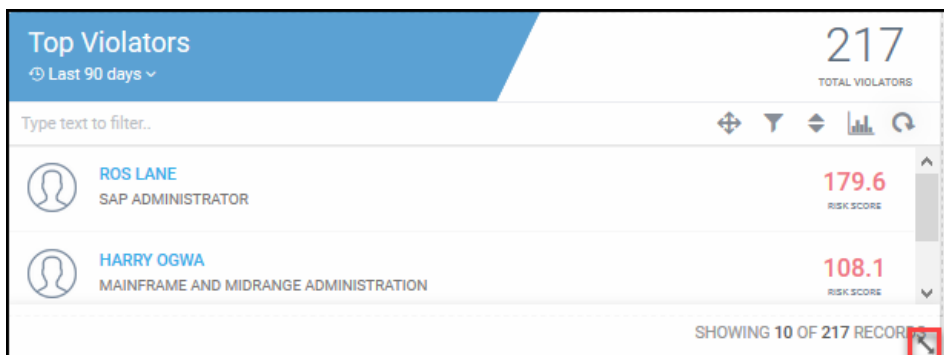 Top Violators
Last 90 days
217
TOTAL VIOLATORS
Type text to filter..
ROS LANE
SAP ADMINISTRATOR
179.6
RISK SCORE
HARRY OGWA
MAINFRAME AND MIDRANGE ADMINISTRATION
108.1
RISK SCORE
SHOWING 10 OF 217 RECORDS